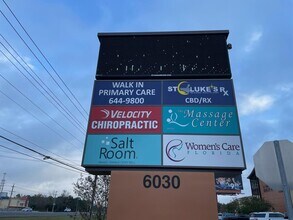 WALK IN
PRIMARY CARE
644-9800
ST LUKE'S RX
CBD/RX
VELOCITY
CHIROPRACTIC
Massage
Center
Salt
Room
Women's Care
FLORIDA
6030